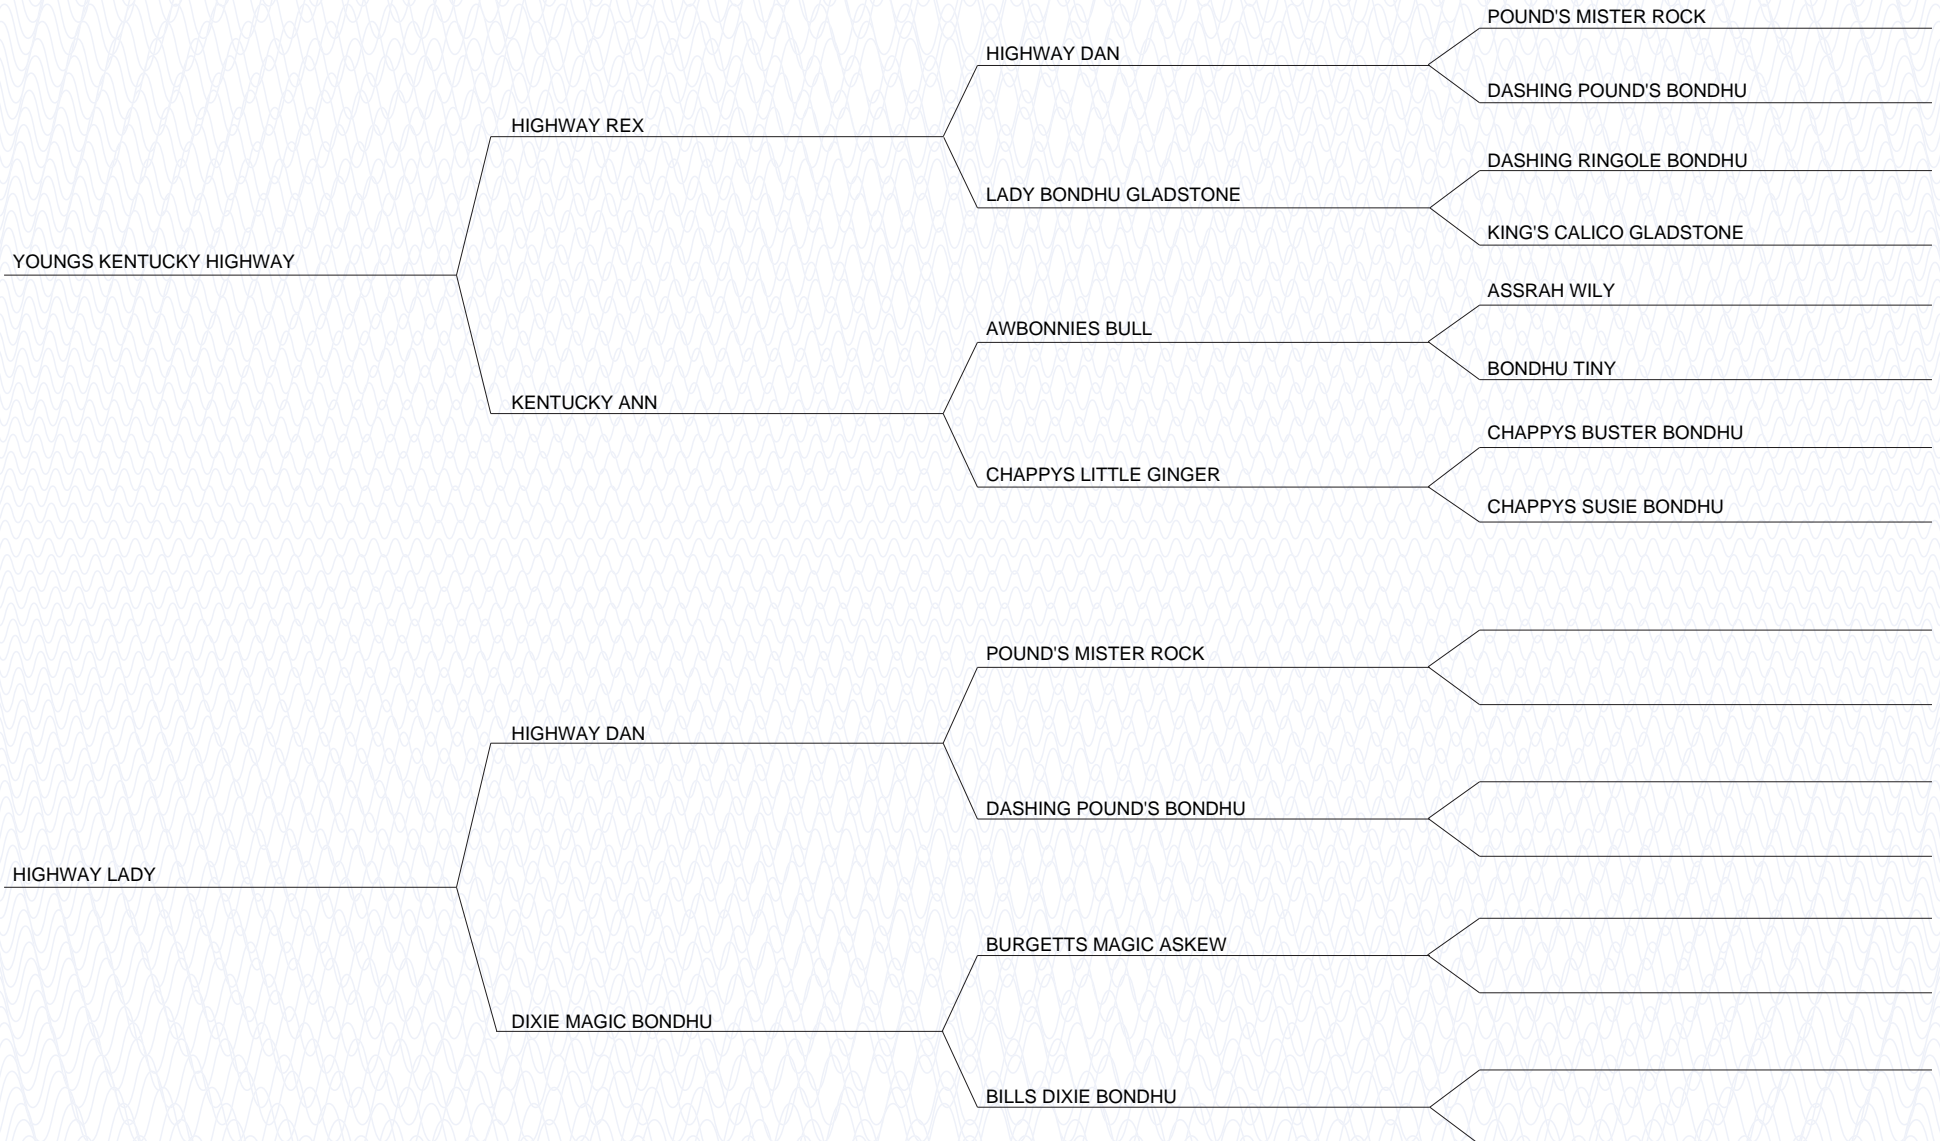 POUND'S MISTER ROCK
HIGHWAY DAN
DASHING POUND'S BONDHU
HIGHWAY REX
DASHING RINGOLE BONDHU
LADY BONDHU GLADSTONE
KING'S CALICO GLADSTONE
YOUNGS KENTUCKY HIGHWAY
ASSRAH WILY
AWBONNIES BULL
BONDHU TINY
KENTUCKY ANN
CHAPPYS BUSTER BONDHU
CHAPPYS LITTLE GINGER
CHAPPYS SUSIE BONDHU
POUND'S MISTER ROCK
HIGHWAY DAN
DASHING POUND'S BONDHU
HIGHWAY LADY
BURGETTS MAGIC ASKEW
DIXIE MAGIC BONDHU
BILLS DIXIE BONDHU